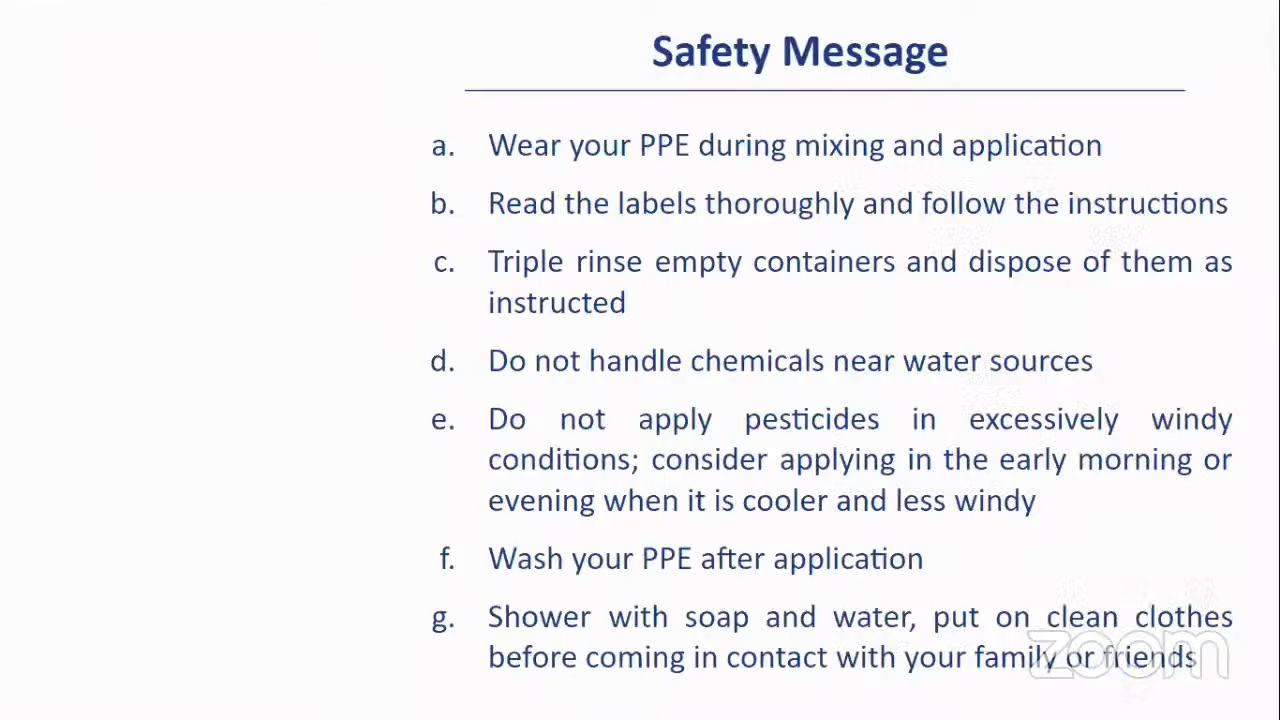 Safety Message
a. Wear your PPE during mixing and application
b. Read the labels thoroughly and follow the instructions
c. Triple rinse empty containers and dispose of them as
instructed
d. Do not handle chemicals near water sources
e. Do not apply pesticides in excessively windy
conditions; consider applying in the early morning or
evening when it is cooler and less windy
f. Wash your PPE after application
g. Shower with soap and water, put on clean clothes
before coming in contact with your family or friends
zoom